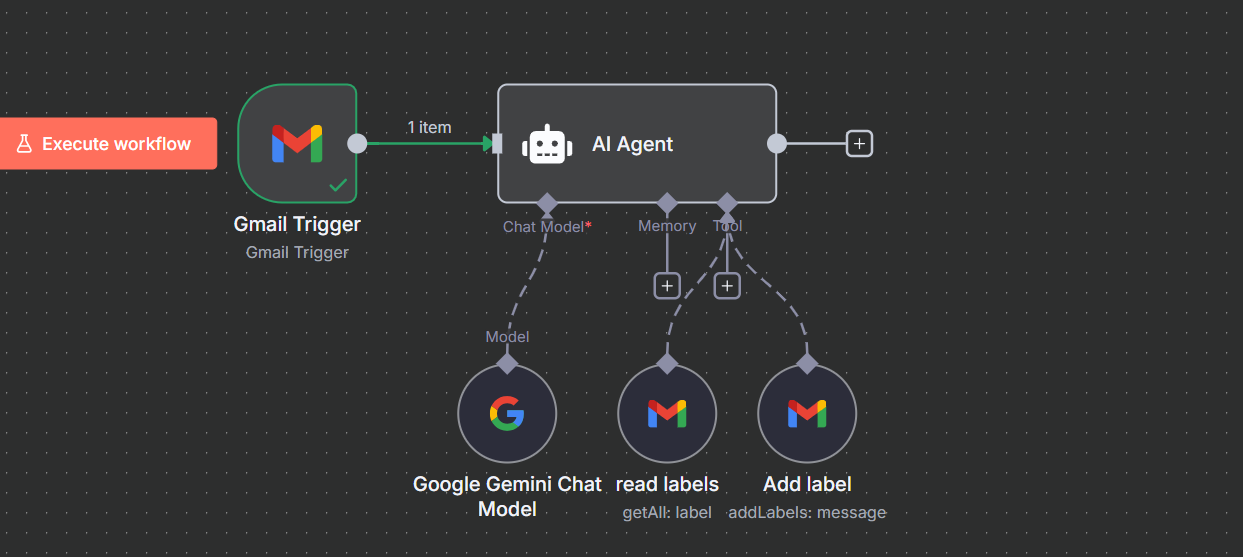 Execute workflow
1 item
AI Agent
Gmail Trigger
Gmail Trigger
Chat Model*
Memory
Tool
Model
Google Gemini Chat
Model
read labels
getAll: label
Add label
addLabels: message